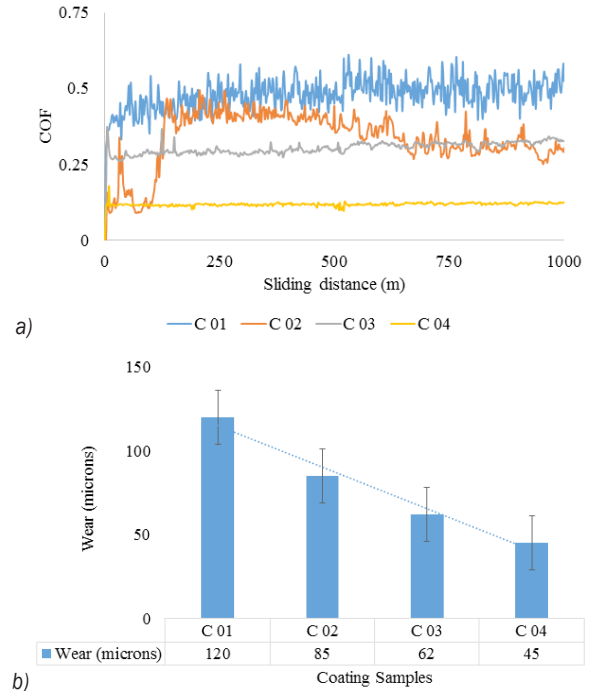 0.75
0.5
0.25
0
COF
0 250 500 750 1000
Sliding distance (m)
a)
C 01 C 02 C 03 C 04
150
100
50
0
Wear (microns)
C 01 C 02 C 03 C 04
Wear (microns) 120 85 62 45
Coating Samples
b)